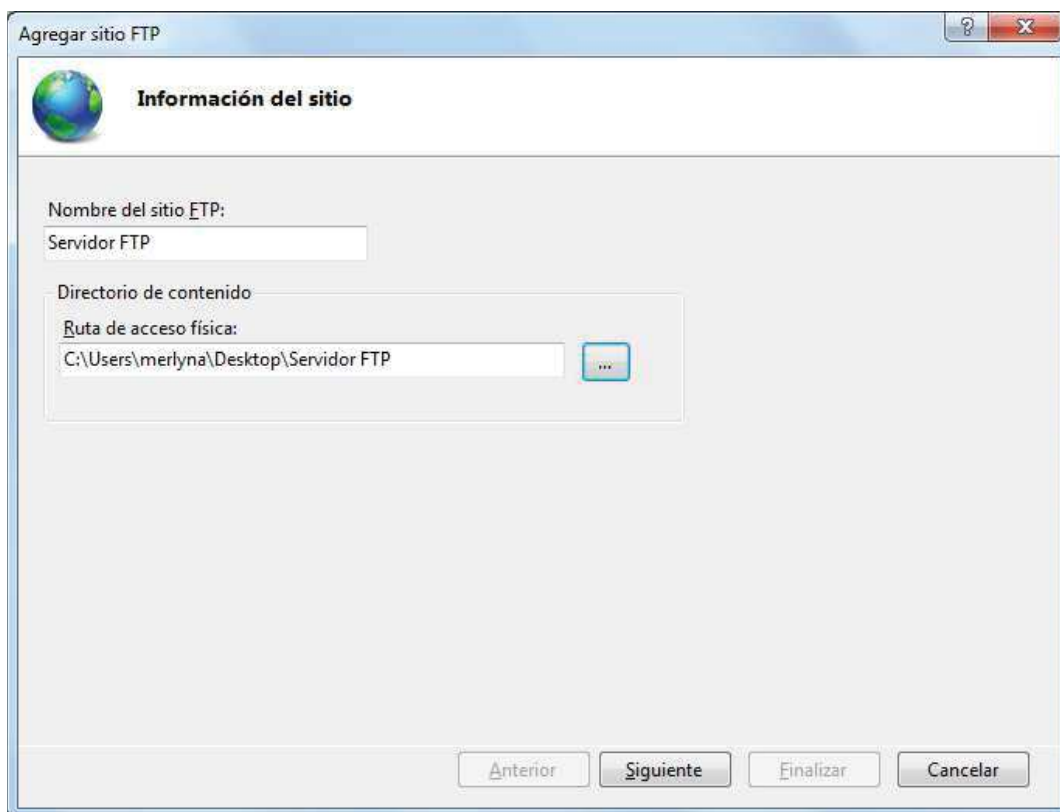 Agregar sitio FTP
Información del sitio
Nombre del sitio FTP:
Servidor FTP
Directorio de contenido
Ruta de acceso física:
C:\Users\merlyna\Desktop\Servidor FTP
...
Anterior Siguiente Finalizar Cancelar